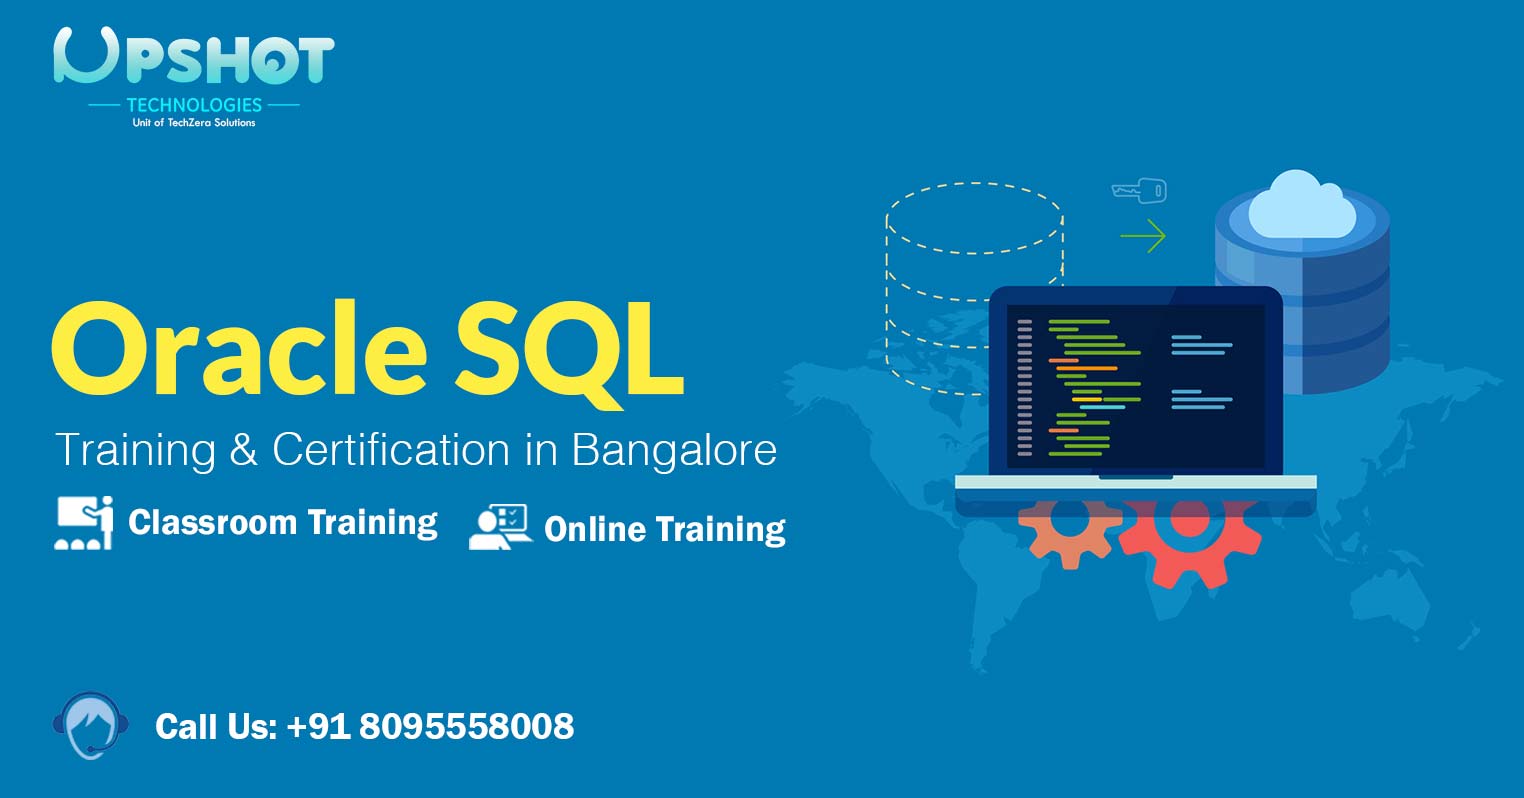 UPSHOT
TECHNOLOGIES
Unit of TechZera Solutions
Oracle SQL
Training & Certification in Bangalore
Classroom Training
Online Training
Call Us: +91 8095558008